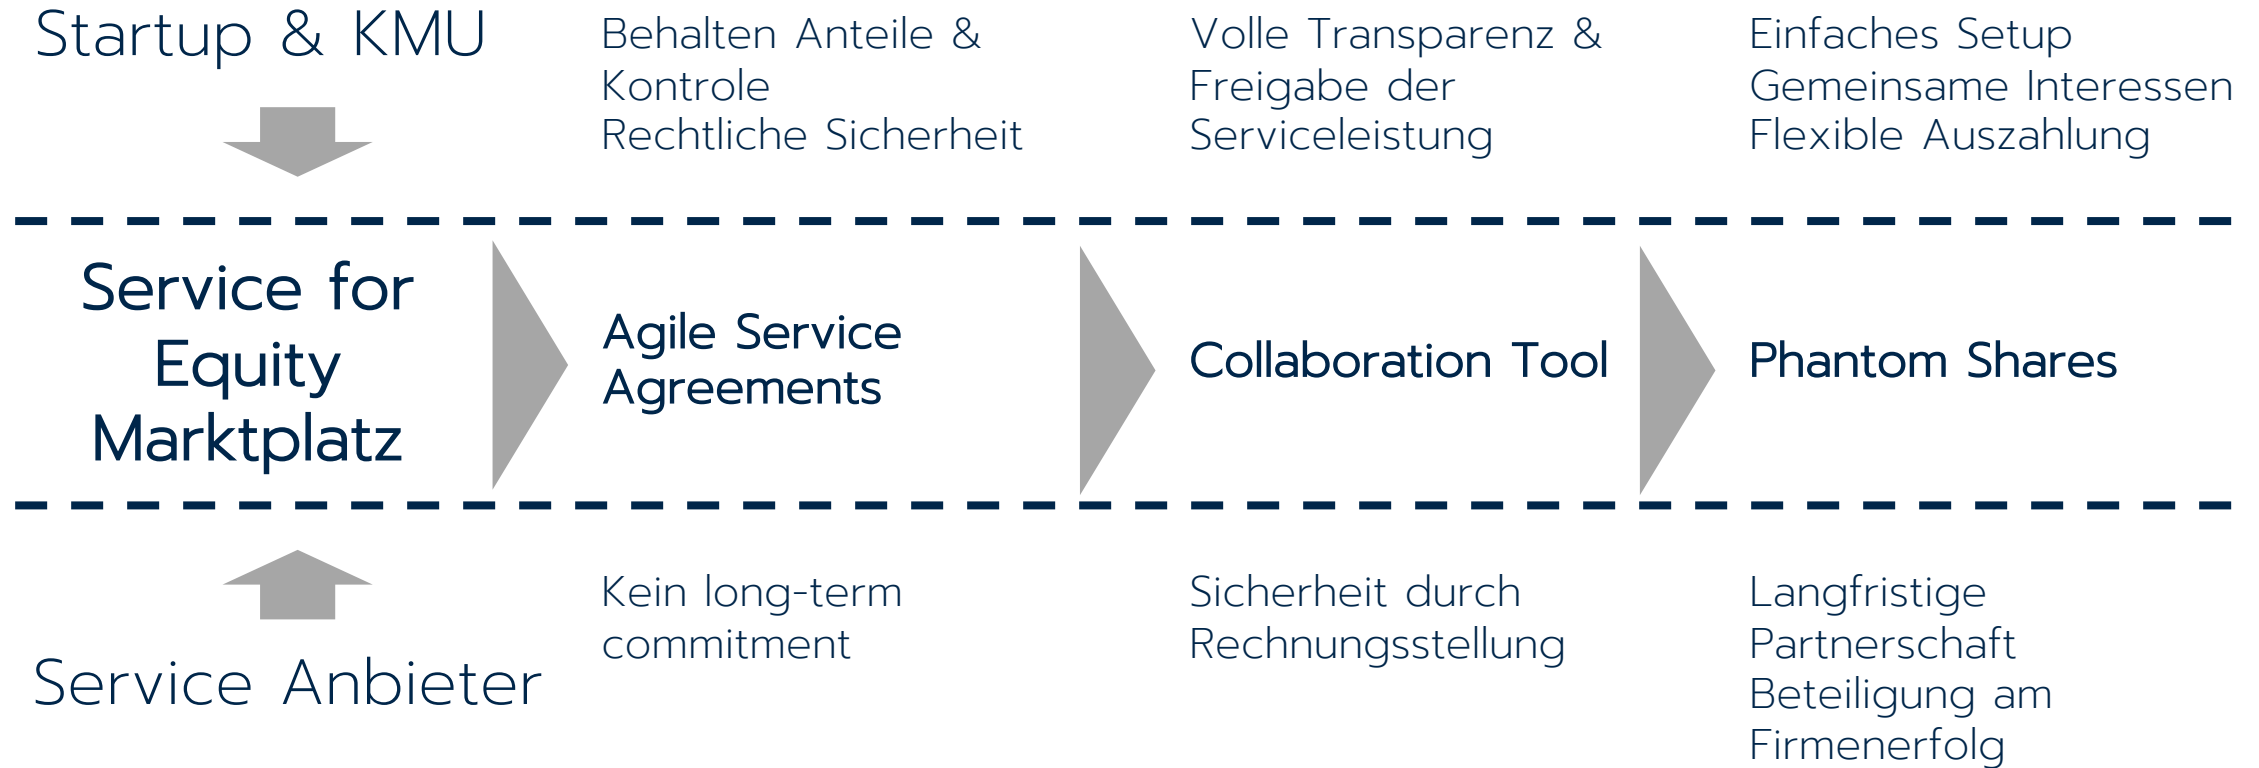 Startup & KMU
Behalten Anteile &
Kontrole
Rechtliche Sicherheit
Volle Transparenz &
Freigabe der
Serviceleistung
Einfaches Setup
Gemeinsame Interessen
Flexible Auszahlung
Service for
Equity
Marktplatz
Agile Service
Agreements
Collaboration Tool
Phantom Shares
Service Anbieter
Kein long-term
commitment
Sicherheit durch
Rechnungsstellung
Langfristige
Partnerschaft
Beteiligung am
Firmenerfolg